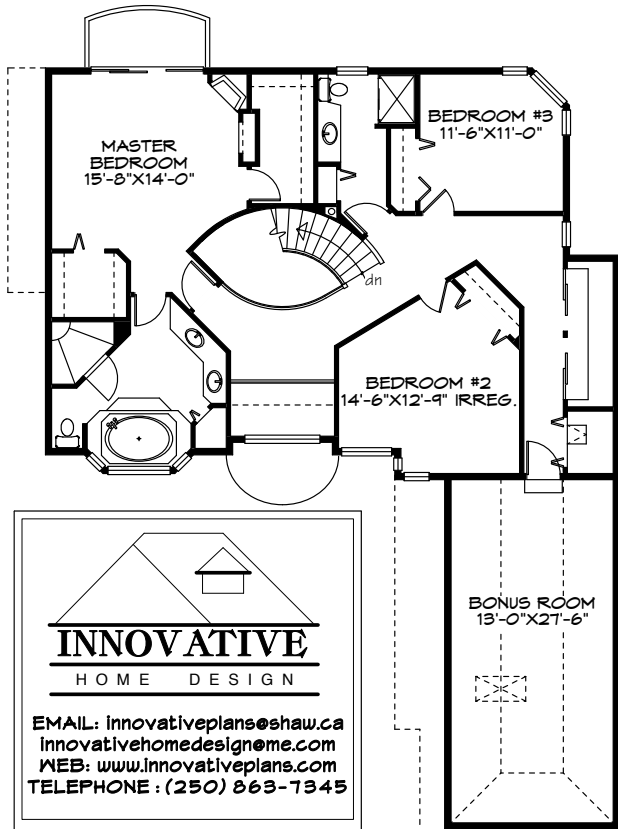 MASTER
BEDROOM
15'-8"X14'-0"
BEDROOM #3
11'-6"X11'-0"
dn
BEDROOM #2
14'-6"X12'-9" IRREG.
BONUS ROOM
13'-0"X27'-6"
INNOVATIVE
HOME DESIGN
EMAIL: innovativeplans@shaw.ca
innovativehomedesign@me.com
WEB: www.innovativeplans.com
TELEPHONE : (250) 863-7345